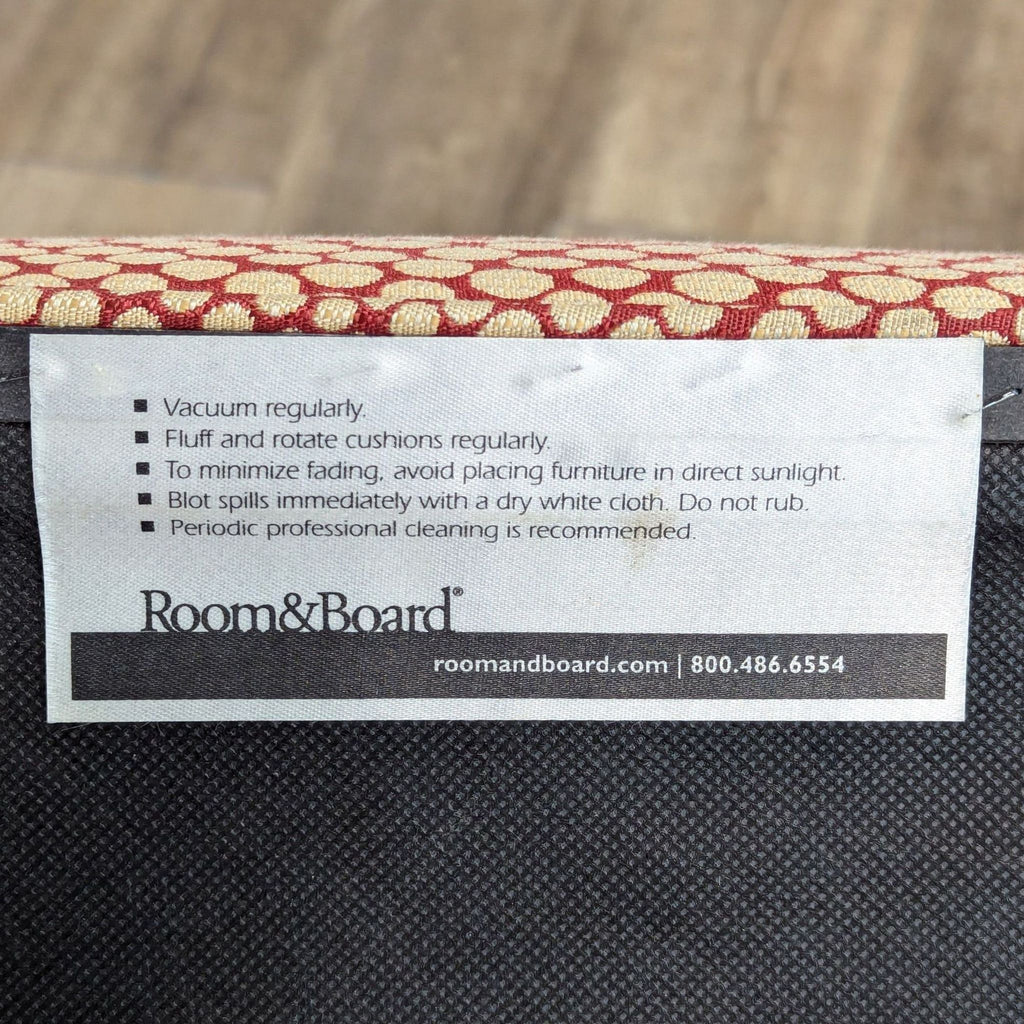 ▪ Vacuum regularly.
▪ Fluff and rotate cushions regularly.
▪ To minimize fading, avoid placing furniture in direct sunlight.
▪ Blot spills immediately with a dry white cloth. Do not rub.
▪ Periodic professional cleaning is recommended.
Room&Board®
roomandboard.com | 800.486.6554